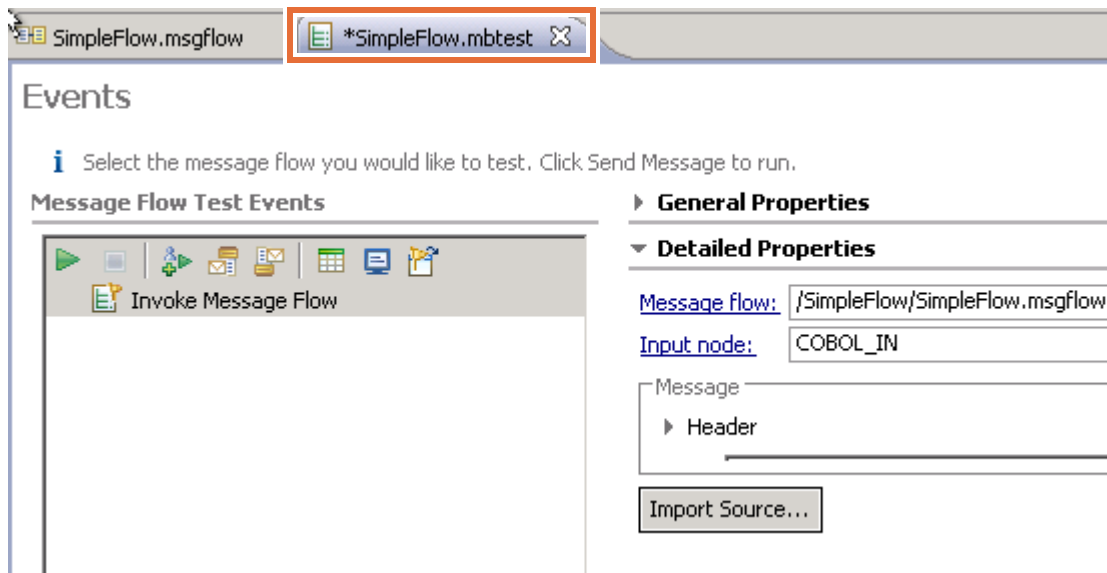 SimpleFlow.msgflow
*SimpleFlow.mbtest
Events
i Select the message flow you would like to test. Click Send Message to run.
Message Flow Test Events
Invoke Message Flow
General Properties
Detailed Properties
Message flow: /SimpleFlow/SimpleFlow.msgflow
Input node: COBOL_IN
Message
Header
Import Source...